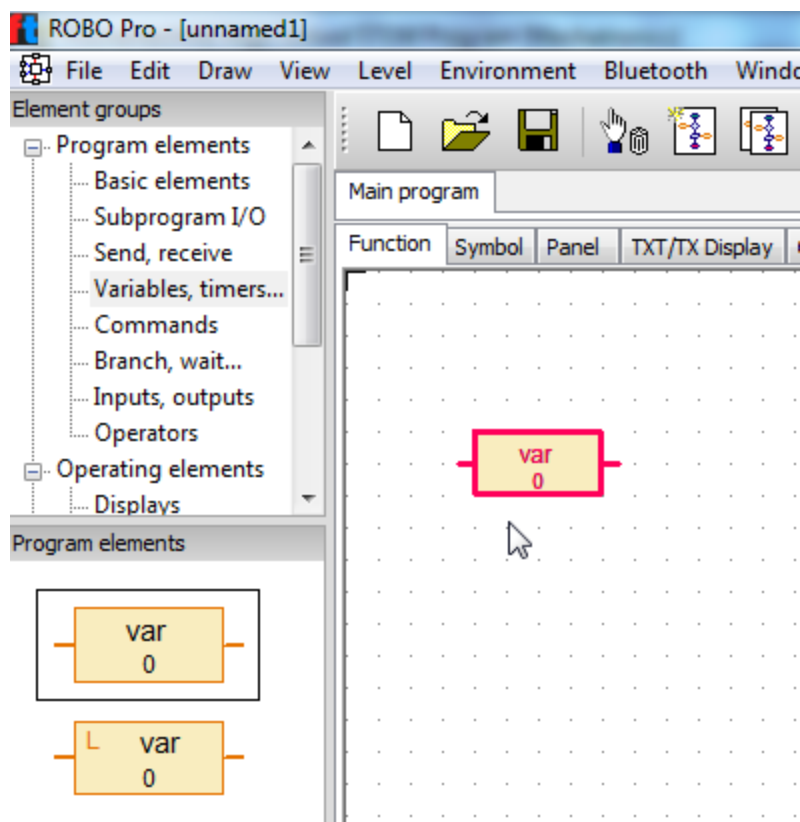 ROBO Pro - [unnamed1]
File Edit Draw View Level Environment Bluetooth Windo
Element groups
Program elements
Basic elements
Subprogram I/O
Send, receive
Variables, timers...
Commands
Branch, wait...
Inputs, outputs
Operators
Operating elements
Displays
Program elements
var
0
L var
0
Main program
Function Symbol Panel TXT/TX Display
var
0